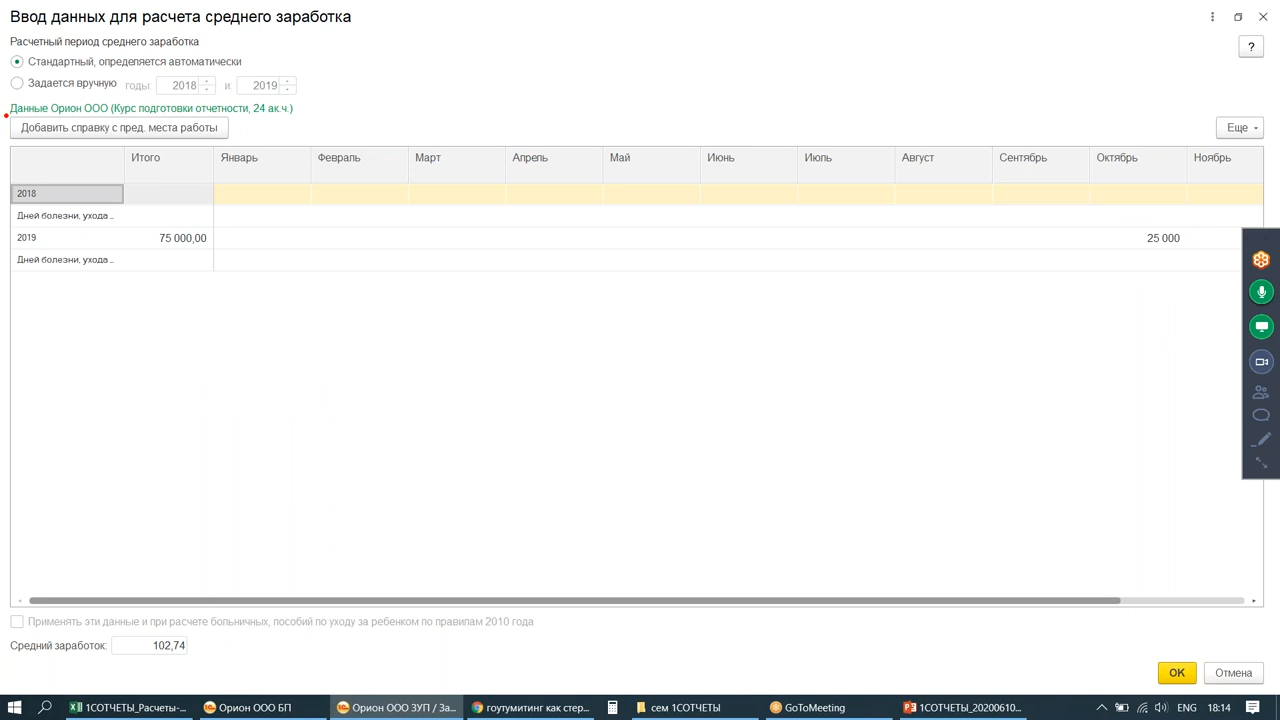 Ввод данных для расчета среднего заработка
Расчетный период среднего заработка
Стандартный, определяется автоматически
Задается вручную годы: 2018 и: 2019
Данные Орион ООО (Курс подготовки отчетности, 24 ак.ч.)
Добавить справку с пред. места работы
Еще
Итого Январь Февраль Март Апрель Май Июнь Июль Август Сентябрь Октябрь Ноябрь
2018
Дней болезни, ухода ...
2019 75 000,00 25 000
Дней болезни, ухода ...
Применять эти данные и при расчете больничных, пособий по уходу за ребенком по правилам 2010 года
Средний заработок: 102,74
OK Отмена
1СОТЧЕТЫ_Расчеты-... Орион ООО БП Орион ООО ЗУП / За... гоутумитинг как стер... сем 1СОТЧЕТЫ GoToMeeting 1СОТЧЕТЫ_20200610... ENG 18:14